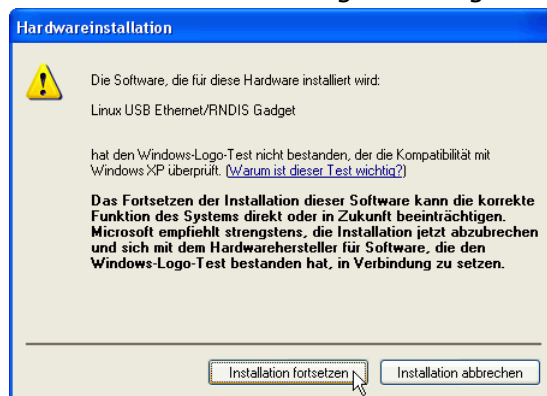 Hardwareinstallation
Die Software, die für diese Hardware installiert wird:
Linux USB Ethernet/RNDIS Gadget
hat den Windows-Logo-Test nicht bestanden, der die Kompatibilität mit
Windows XP überprüft. (Warum ist dieser Test wichtig?)
Das Fortsetzen der Installation dieser Software kann die korrekte
Funktion des Systems direkt oder in Zukunft beeinträchtigen.
Microsoft empfiehlt strengstens, die Installation jetzt abzubrechen
und sich mit dem Hardwarehersteller für Software, die den
Windows-Logo-Test bestanden hat, in Verbindung zu setzen.
Installation fortsetzen Installation abbrechen